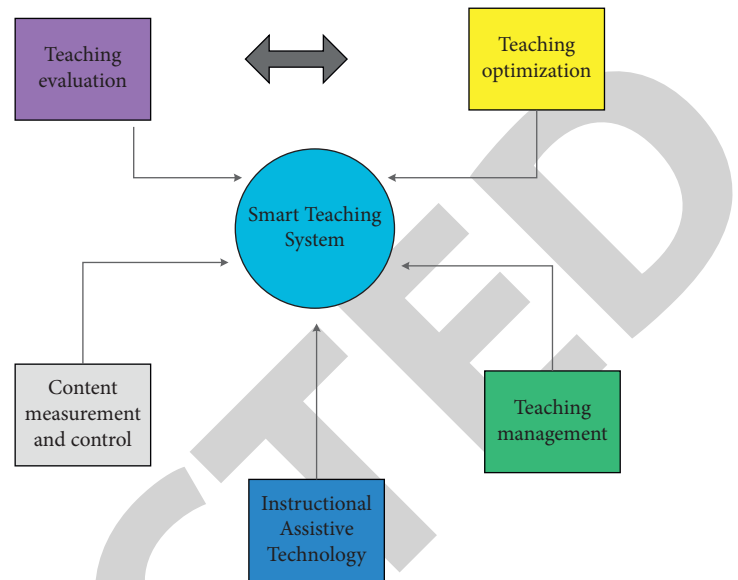 Teaching
evaluation
Teaching
optimization
Smart Teaching
System
Content
measurement
and control
Teaching
management
Instructional
Assistive
Technology
CTED